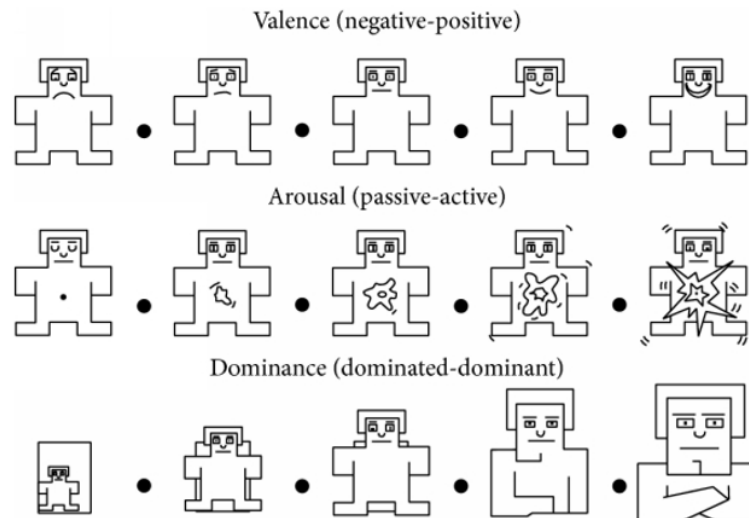 Valence (negative-positive)
Arousal (passive-active)
Dominance (dominated-dominant)